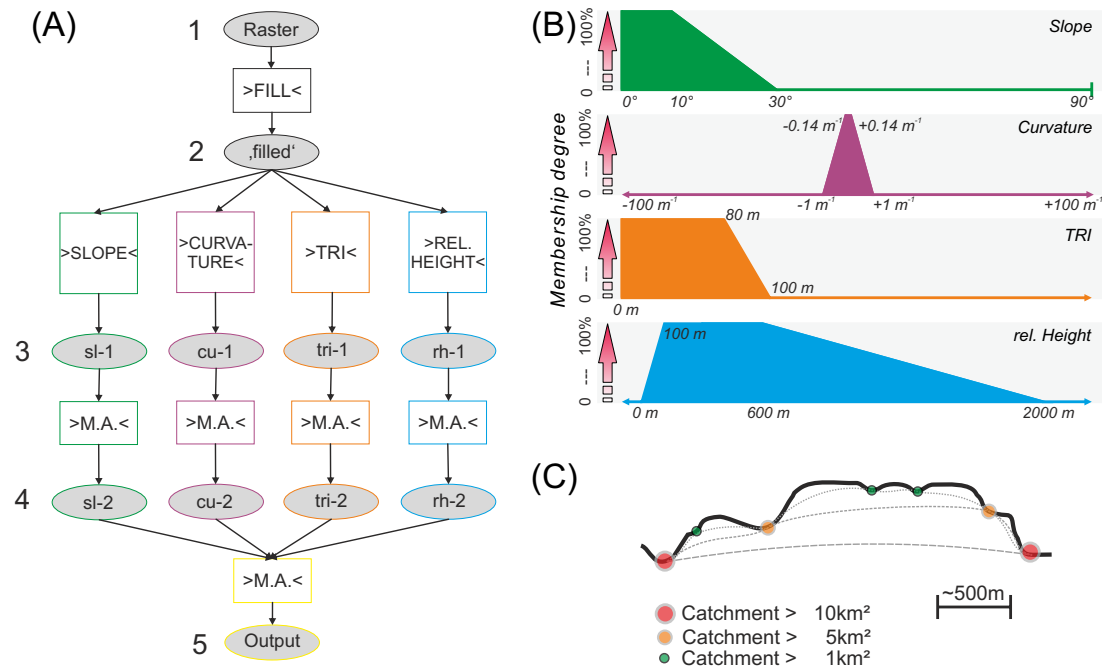 (A)
1
Raster
>FILL<
2
‚filled‘
>SLOPE<
>CURVA-
TURE<
>TRI<
>REL.
HEIGHT<
3
sl-1
cu-1
tri-1
rh-1
>M.A.<
>M.A.<
>M.A.<
>M.A.<
4
sl-2
cu-2
tri-2
rh-2
>M.A.<
5
Output
(B)
Membership degree
0 --- 100%
Slope
0°
10°
30°
90°
0 --- 100%
-0.14 m⁻¹
+0.14 m⁻¹
Curvature
-100 m⁻¹
-1 m⁻¹
+1 m⁻¹
+100 m⁻¹
0 --- 100%
80 m
TRI
100 m
0 m
0 --- 100%
100 m
rel. Height
0 m
600 m
2000 m
(C)
~500m
Catchment > 10km²
Catchment > 5km²
Catchment > 1km²